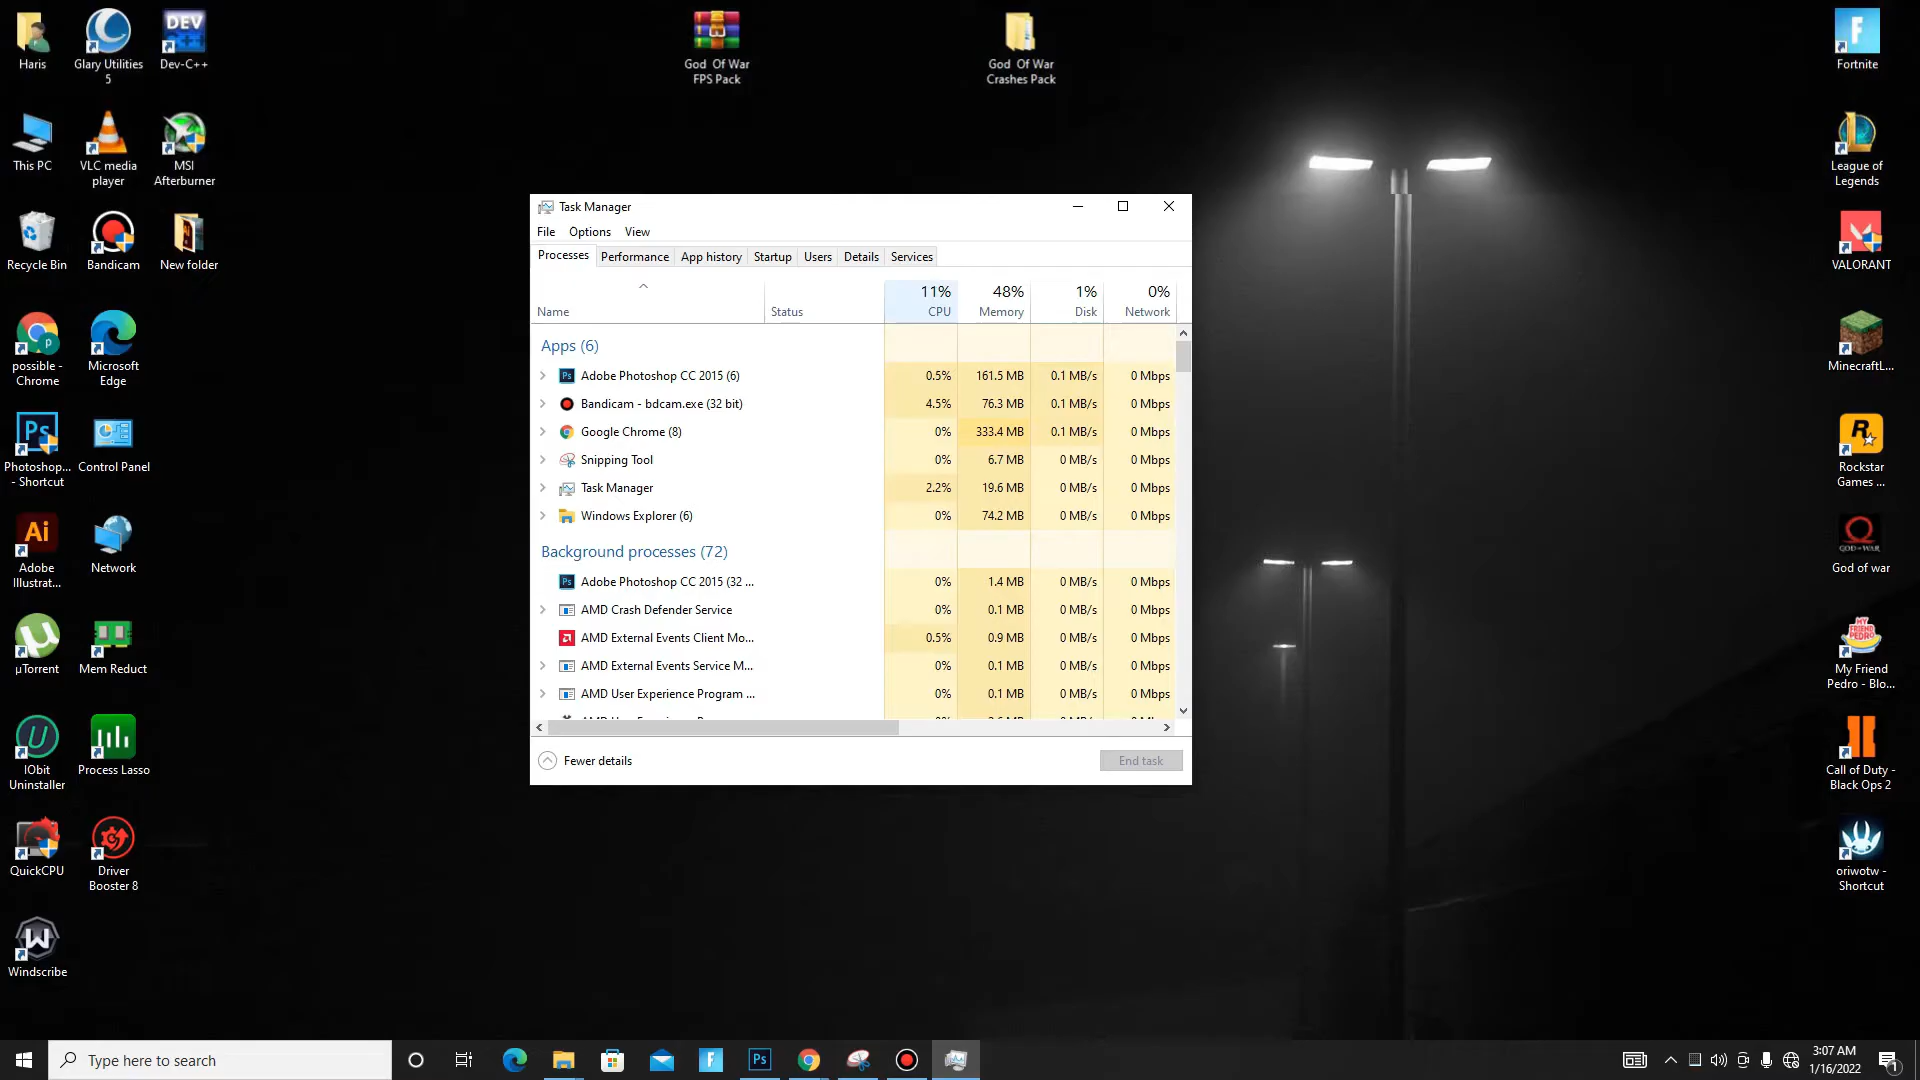 Haris
Glary Utilities
5
Dev-C++
God Of War
FPS Pack
God Of War
Crashes Pack
Fortnite
This PC
VLC media
player
MSI
Afterburner
League of
Legends
Recycle Bin
Bandicam
New folder
VALORANT
possible -
Chrome
Microsoft
Edge
MinecraftL...
Photoshop...
- Shortcut
Control Panel
Rockstar
Games ...
Adobe
Illustrat...
Network
God of war
µTorrent
Mem Reduct
My Friend
Pedro - Blo...
IObit
Uninstaller
Process Lasso
Call of Duty -
Black Ops 2
QuickCPU
Driver
Booster 8
oriwotw -
Shortcut
Windscribe
Task Manager
File Options View
Processes Performance App history Startup Users Details Services
11% 48% 1% 0%
Name Status CPU Memory Disk Network
Apps (6)
Adobe Photoshop CC 2015 (6) 0.5% 161.5 MB 0.1 MB/s 0 Mbps
Bandicam - bdcam.exe (32 bit) 4.5% 76.3 MB 0.1 MB/s 0 Mbps
Google Chrome (8) 0% 333.4 MB 0.1 MB/s 0 Mbps
Snipping Tool 0% 6.7 MB 0 MB/s 0 Mbps
Task Manager 2.2% 19.6 MB 0 MB/s 0 Mbps
Windows Explorer (6) 0% 74.2 MB 0 MB/s 0 Mbps
Background processes (72)
Adobe Photoshop CC 2015 (32 ... 0% 1.4 MB 0 MB/s 0 Mbps
AMD Crash Defender Service 0% 0.1 MB 0 MB/s 0 Mbps
AMD External Events Client Mo... 0.5% 0.9 MB 0 MB/s 0 Mbps
AMD External Events Service M... 0% 0.1 MB 0 MB/s 0 Mbps
AMD User Experience Program ... 0% 0.1 MB 0 MB/s 0 Mbps
Fewer details
End task
Type here to search
3:07 AM
1/16/2022